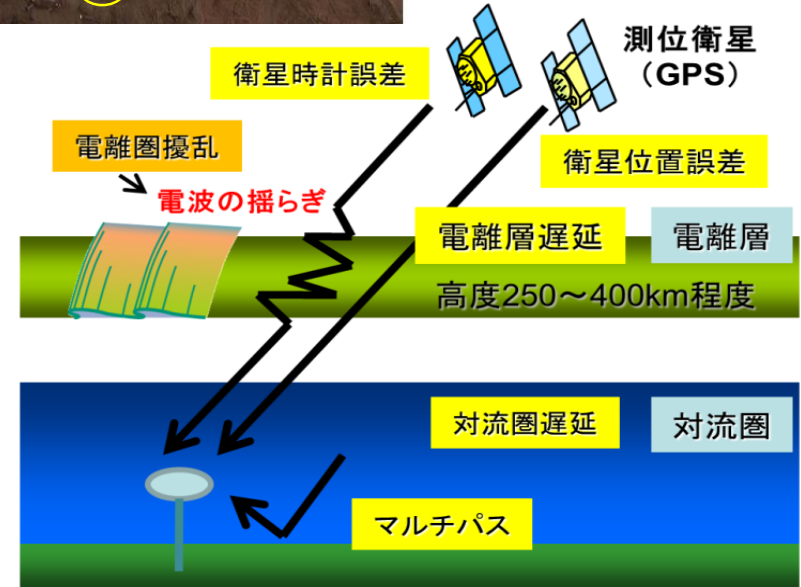 測位衛星
（GPS）
衛星時計誤差
電離圏擾乱
衛星位置誤差
電波の揺らぎ
電離層遅延
電離層
高度250～400km程度
対流圏遅延
対流圏
マルチパス